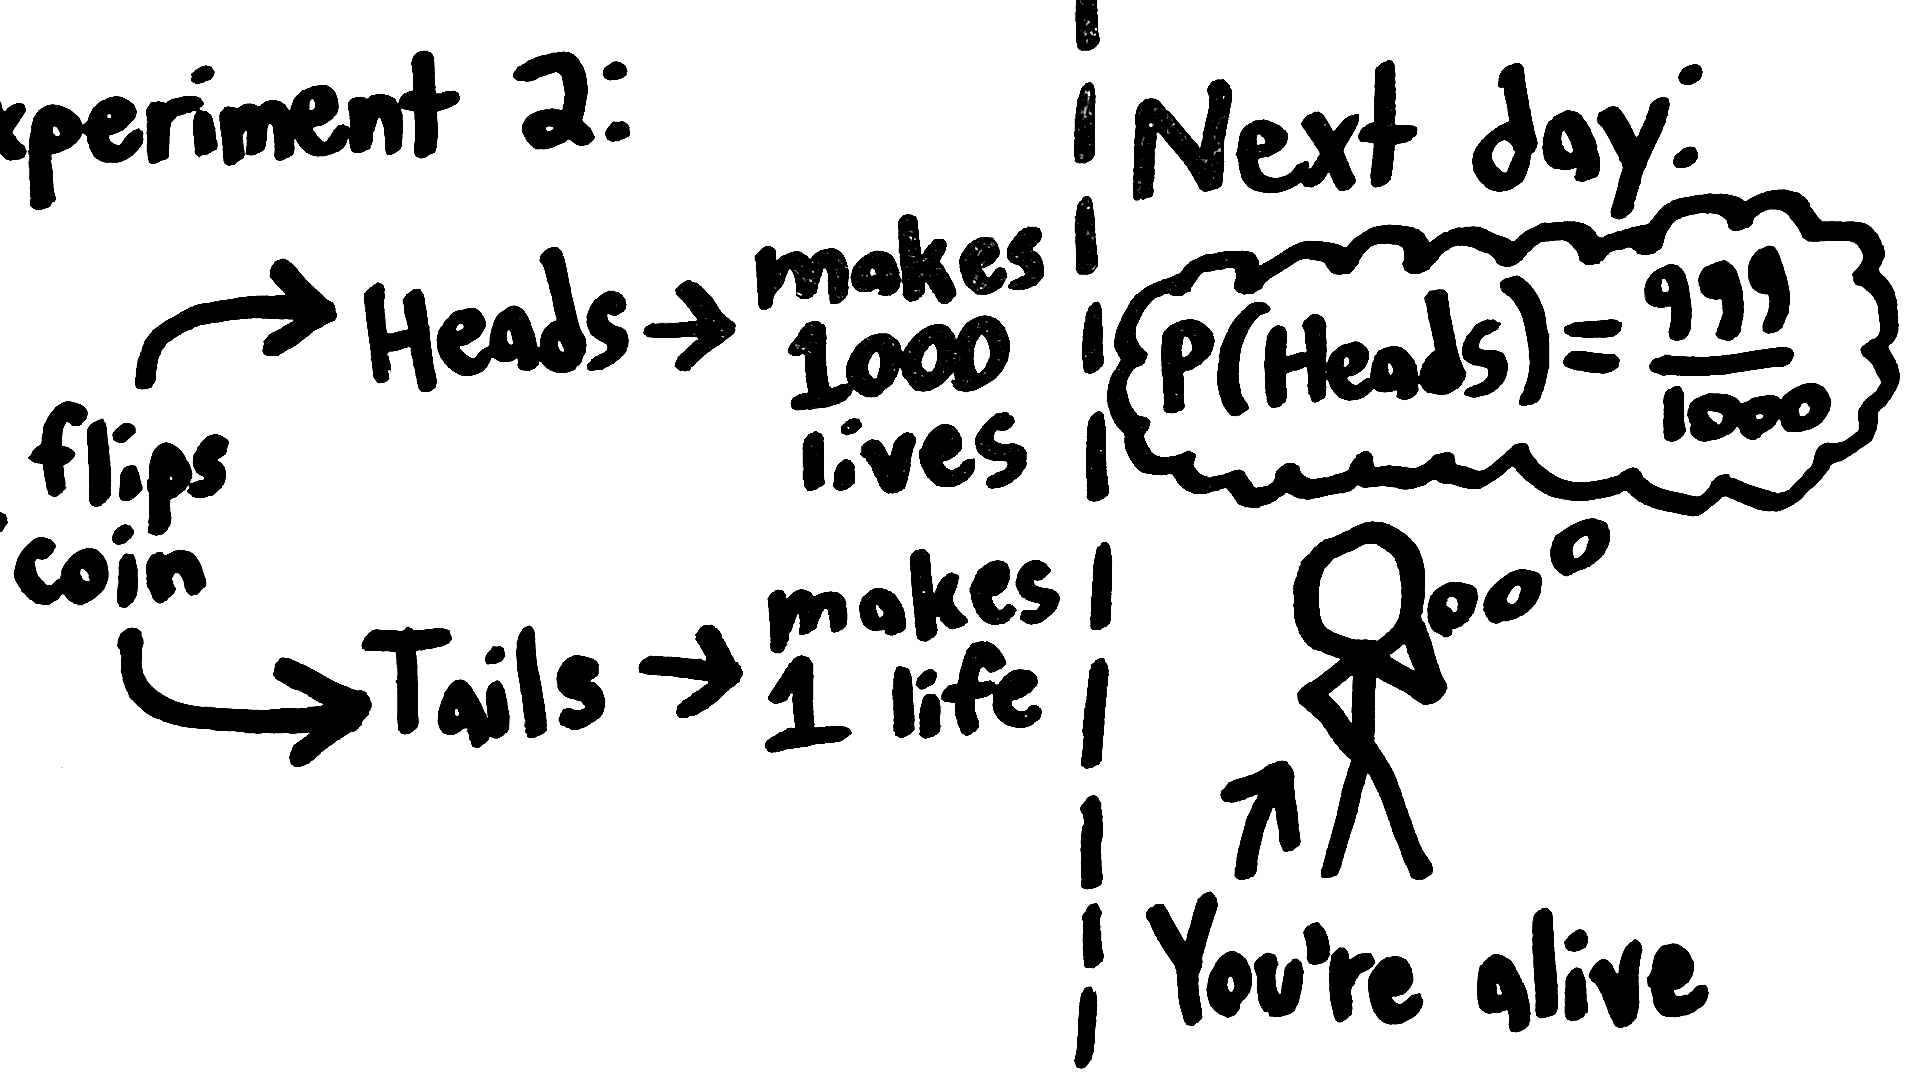 xperiment 2:
flips
coin
Heads → makes
1000
lives
Tails → makes
1 life
Next day:
P(Heads) = 999/1000
You're alive